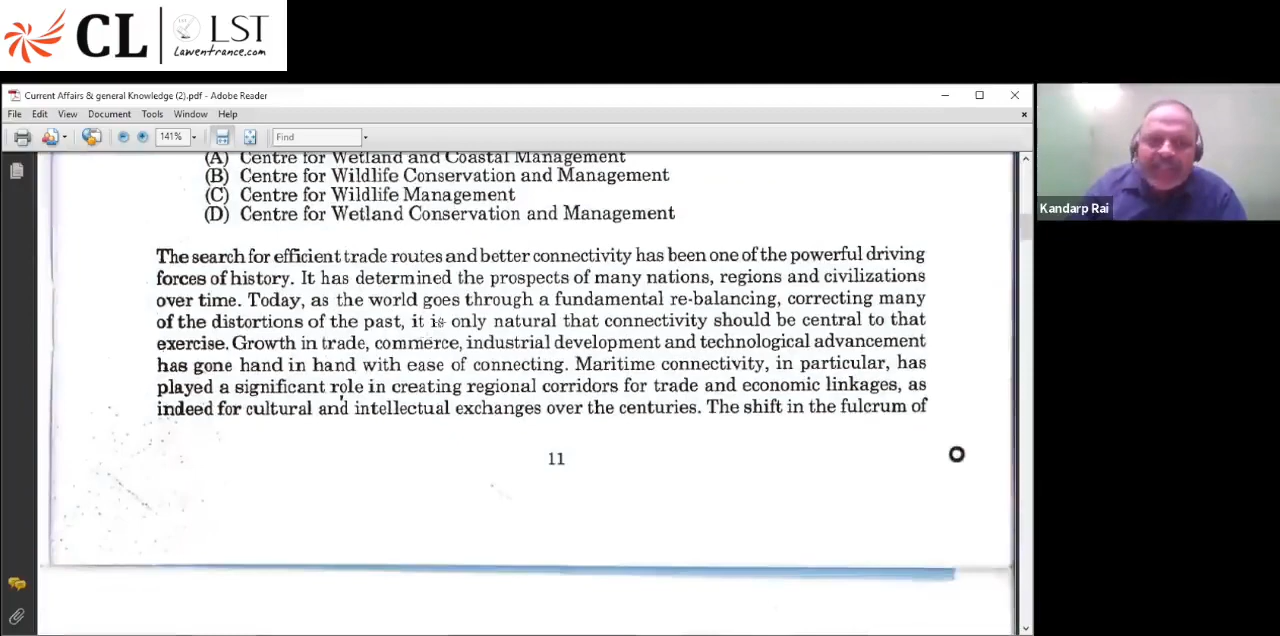 CL LST
Lawentrance.com
Current Affairs & general Knowledge (2).pdf - Adobe Reader
File Edit View Document Tools Window Help
141% Find
(A) Centre for Wetland and Coastal Management
(B) Centre for Wildlife Conservation and Management
(C) Centre for Wildlife Management
(D) Centre for Wetland Conservation and Management
The search for efficient trade routes and better connectivity has been one of the powerful driving
forces of history. It has determined the prospects of many nations, regions and civilizations
over time. Today, as the world goes through a fundamental re-balancing, correcting many
of the distortions of the past, it is only natural that connectivity should be central to that
exercise. Growth in trade, commerce, industrial development and technological advancement
has gone hand in hand with ease of connecting. Maritime connectivity, in particular, has
played a significant role in creating regional corridors for trade and economic linkages, as
indeed for cultural and intellectual exchanges over the centuries. The shift in the fulcrum of
11
O
Kandarp Rai